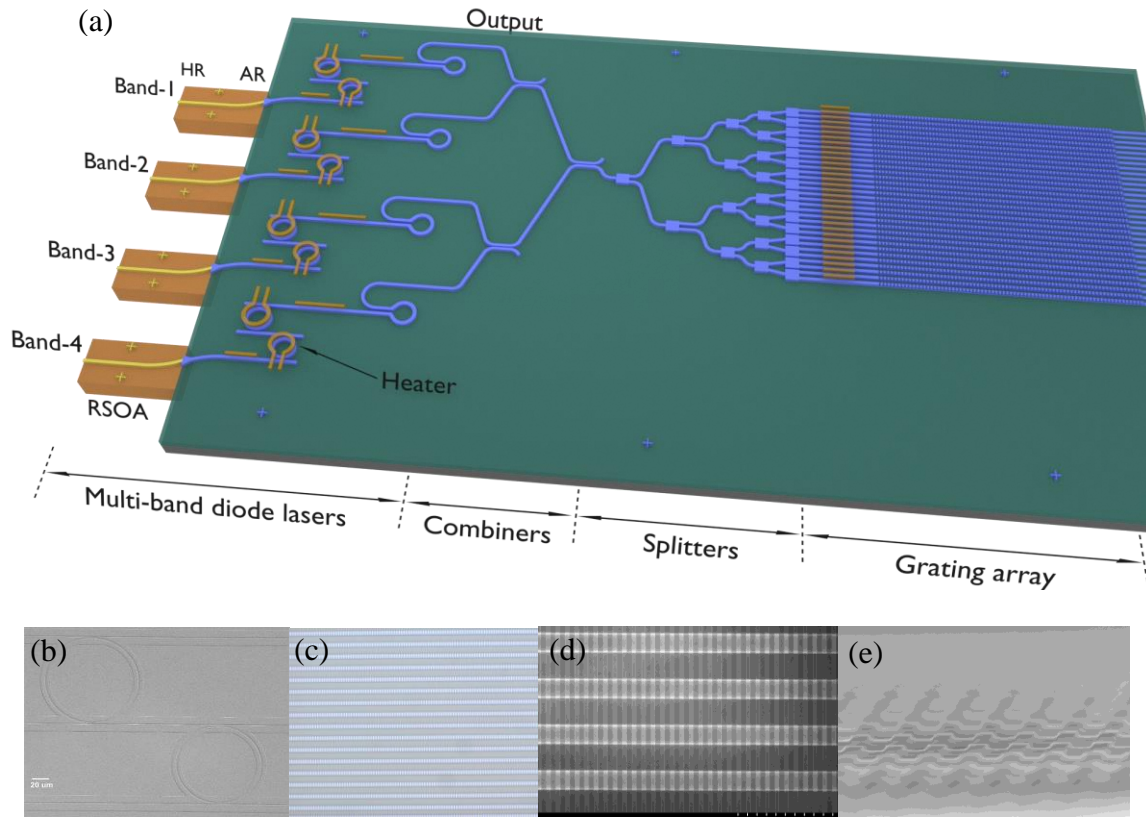 (a)
Output
HR
AR
Band-1
Band-2
Band-3
Band-4
Heater
RSOA
Multi-band diode lasers
Combiners
Splitters
Grating array
(b)
(c)
(d)
(e)
20 um